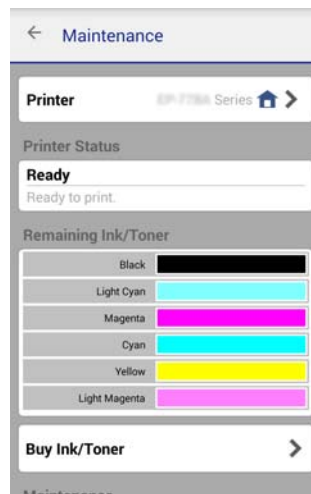 Maintenance
Printer Series
Printer Status
Ready
Ready to print.
Remaining Ink/Toner
Black
Light Cyan
Magenta
Cyan
Yellow
Light Magenta
Buy Ink/Toner
Maintenance